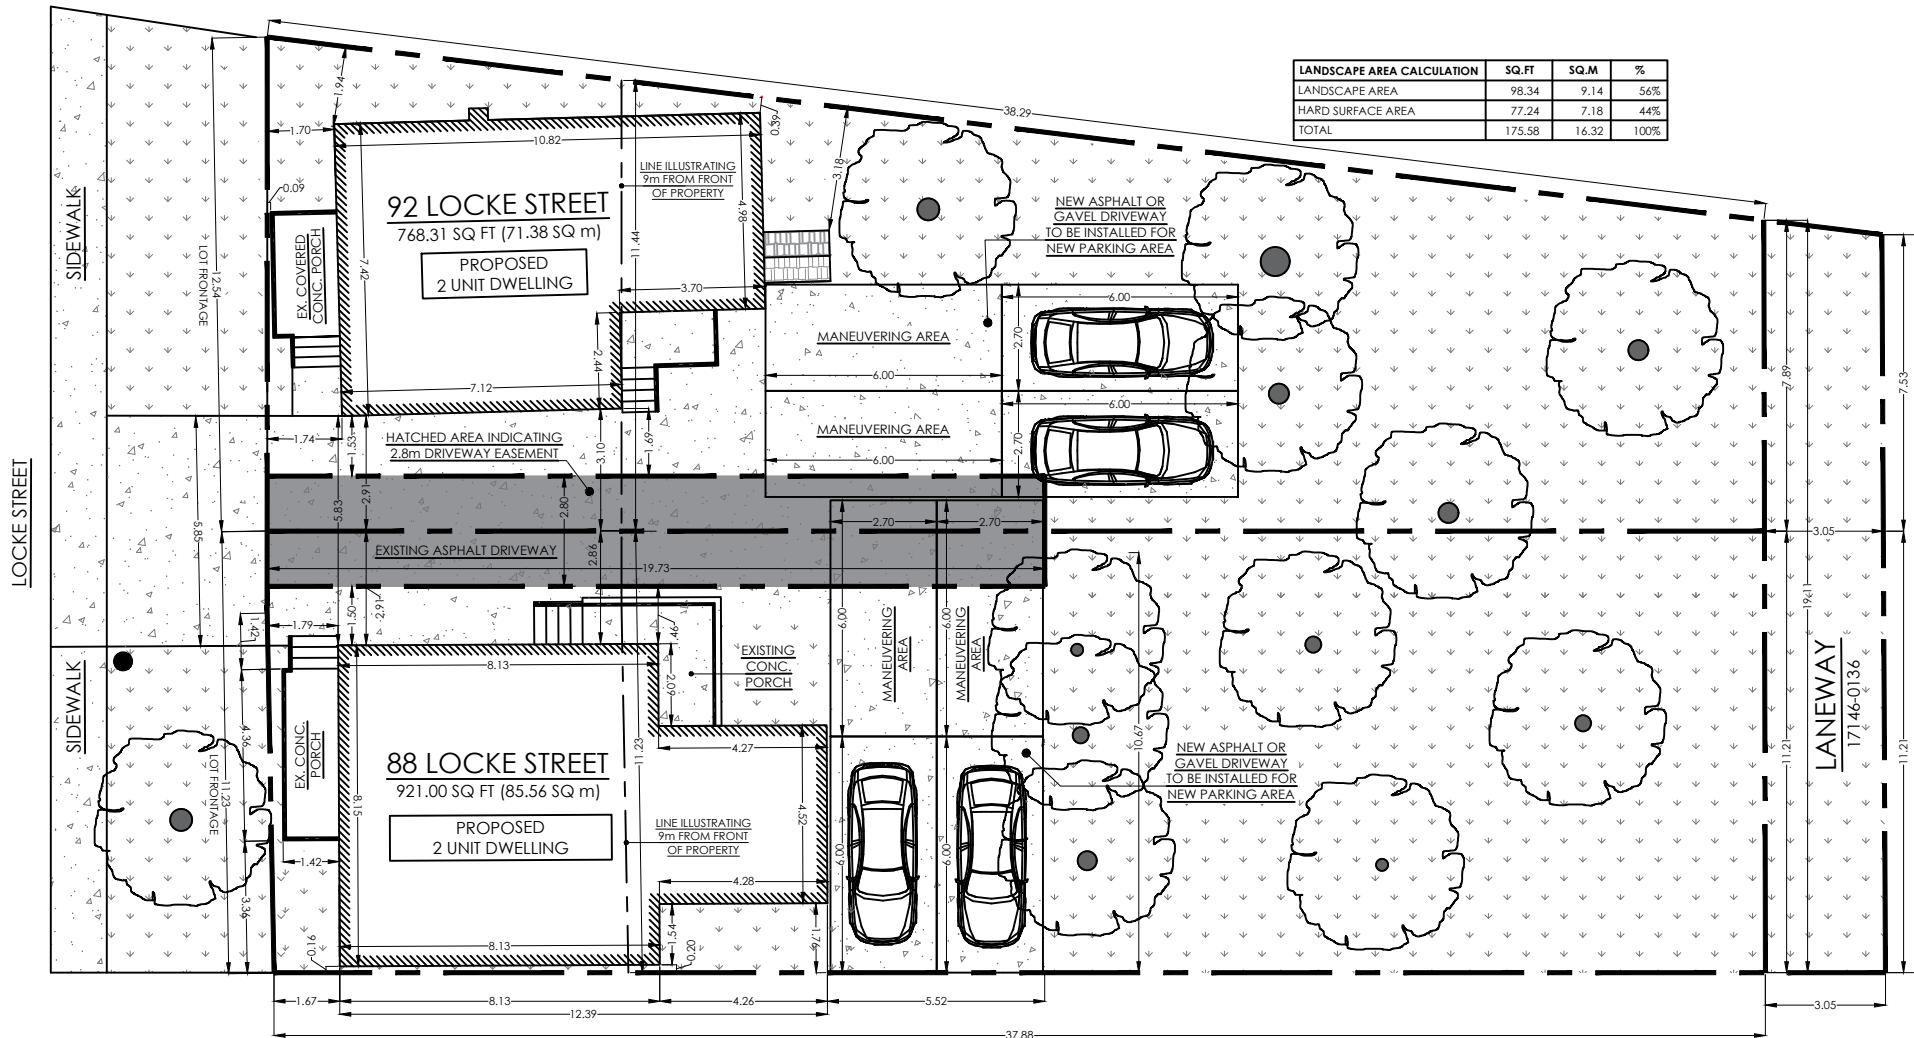 LANDSCAPE AREA CALCULATION SQ.FT SQ.M %
LANDSCAPE AREA 98.34 9.14 56%
HARD SURFACE AREA 77.24 7.18 44%
TOTAL 175.58 16.32 100%
38.29
1.94
1.70
10.82
0.39
3.18
0.09
SIDEWALK
LOT FRONTAGE
12.54
EX. COVERED
CONC. PORCH
7.42
92 LOCKE STREET
768.31 SQ FT (71.38 SQ m)
PROPOSED
2 UNIT DWELLING
LINE ILLUSTRATING
9m FROM FRONT
OF PROPERTY
11.44
4.98
3.70
2.44
7.12
NEW ASPHALT OR
GAVEL DRIVEWAY
TO BE INSTALLED FOR
NEW PARKING AREA
6.00
MANEUVERING AREA
2.70
6.00
6.00
MANEUVERING AREA
2.70
6.00
7.89
7.53
1.74
1.53
HATCHED AREA INDICATING
2.8m DRIVEWAY EASEMENT
3.10
1.69
LOCKE STREET
5.85
5.83
2.91
2.80
2.70
2.70
3.05
EXISTING ASPHALT DRIVEWAY
2.86
19.73
1.42
1.79
1.50
2.91
1.46
6.00
MANEUVERING
AREA
6.00
MANEUVERING
AREA
19.11
SIDEWALK
8.13
2.09
EXISTING
CONC.
PORCH
10.67
11.21
LANEWAY
17146-0136
11.21
4.36
EX. CONC.
PORCH
LOT FRONTAGE
11.23
8.15
88 LOCKE STREET
921.00 SQ FT (85.56 SQ m)
PROPOSED
2 UNIT DWELLING
11.23
4.27
4.52
LINE ILLUSTRATING
9m FROM FRONT
OF PROPERTY
NEW ASPHALT OR
GAVEL DRIVEWAY
TO BE INSTALLED FOR
NEW PARKING AREA
6.00
6.00
1.42
4.28
3.36
0.16
8.13
1.54
0.20
1.76
1.67
8.13
4.26
5.52
3.05
12.39
37.88